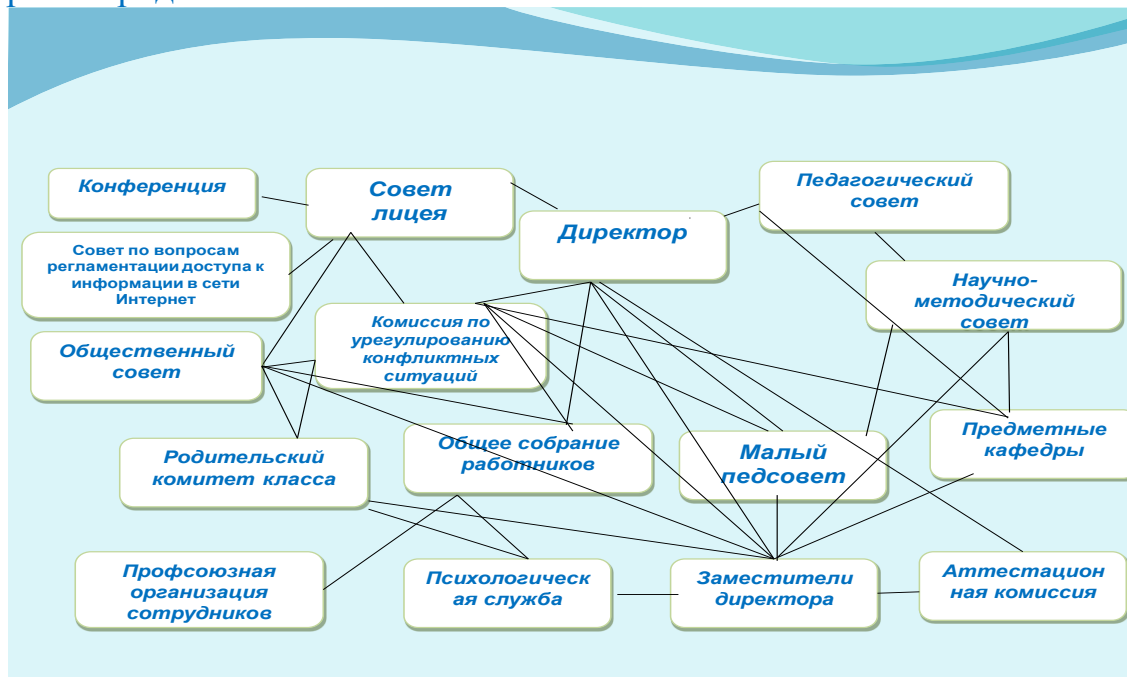 Конференция
Совет
лицея
Директор
Педагогический
совет
Совет по вопросам
регламентации доступа к
информации в сети
Интернет
Научно-
методический
совет
Общественный
совет
Комиссия по
урегулированию
конфликтных
ситуаций
Родительский
комитет класса
Общее собрание
работников
Малый
педсовет
Предметные
кафедры
Профсоюзная
организация
сотрудников
Психологическ
ая служба
Заместители
директора
Аттестацион
ная комиссия